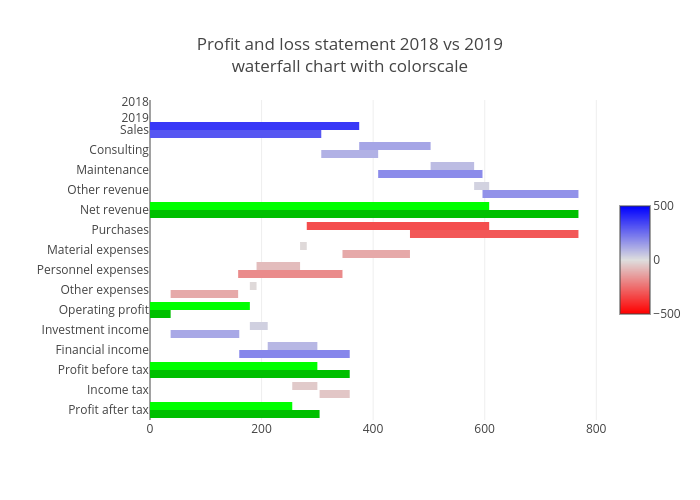 Profit and loss statement 2018 vs 2019
waterfall chart with colorscale
2018
2019
Sales
Consulting
Maintenance
Other revenue
Net revenue
Purchases
Material expenses
Personnel expenses
Other expenses
Operating profit
Investment income
Financial income
Profit before tax
Income tax
Profit after tax
0
200
400
600
800
500
0
−500